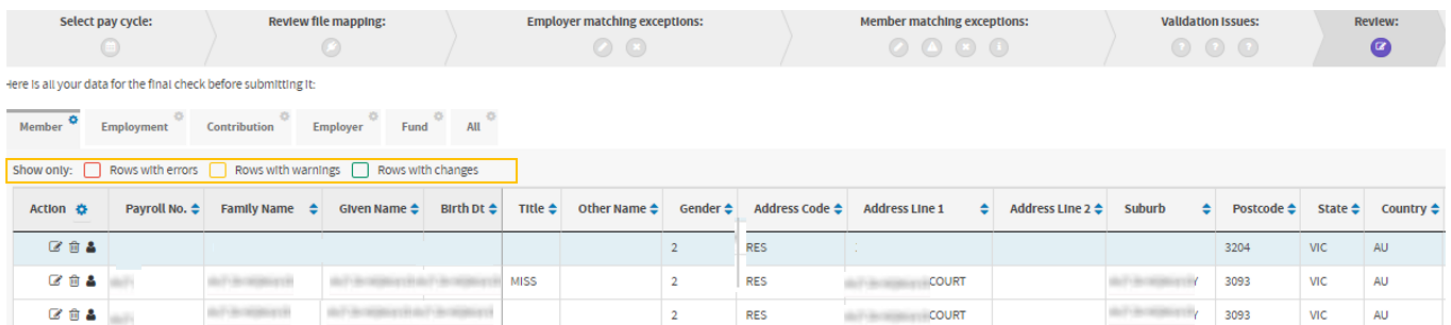 Select pay cycle: Review file mapping: Employer matching exceptions: Member matching exceptions: Validation Issues: Review:
Here is all your data for the final check before submitting it:
Member Employment Contribution Employer Fund All
Show only: Rows with errors Rows with warnings Rows with changes
Action Payroll No. Family Name Given Name Birth Dt Title Other Name Gender Address Code Address Line 1 Address Line 2 Suburb Postcode State Country
2 RES 3204 VIC AU
MISS 2 RES COURT Y 3093 VIC AU
2 RES COURT Y 3093 VIC AU